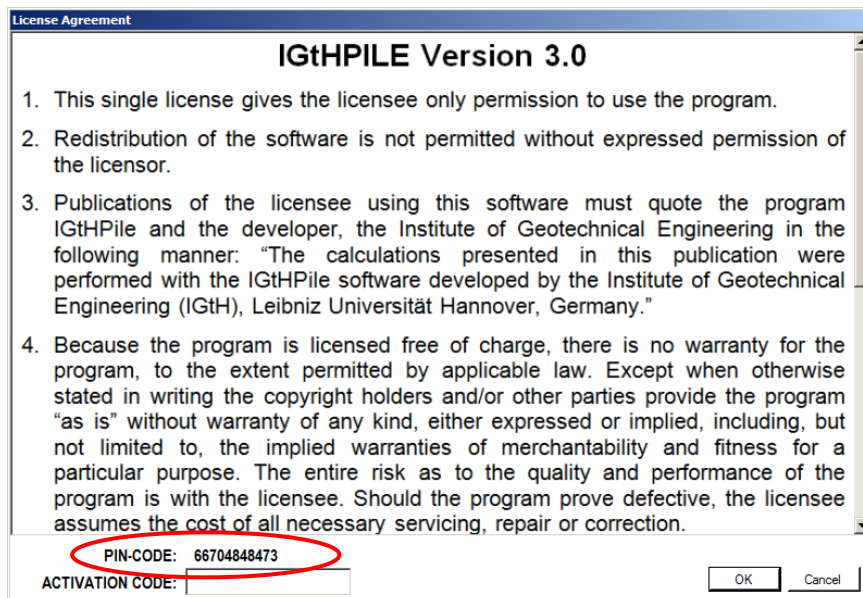 License Agreement
IGtHPILE Version 3.0
1. This single license gives the licensee only permission to use the program.
2. Redistribution of the software is not permitted without expressed permission of
the licensor.
3. Publications of the licensee using this software must quote the program
IGtHPile and the developer, the Institute of Geotechnical Engineering in the
following manner: “The calculations presented in this publication were
performed with the IGtHPile software developed by the Institute of Geotechnical
Engineering (IGtH), Leibniz Universität Hannover, Germany.”
4. Because the program is licensed free of charge, there is no warranty for the
program, to the extent permitted by applicable law. Except when otherwise
stated in writing the copyright holders and/or other parties provide the program
“as is” without warranty of any kind, either expressed or implied, including, but
not limited to, the implied warranties of merchantability and fitness for a
particular purpose. The entire risk as to the quality and performance of the
program is with the licensee. Should the program prove defective, the licensee
assumes the cost of all necessary servicing, repair or correction.
PIN-CODE: 66704848473
ACTIVATION CODE:
OK Cancel